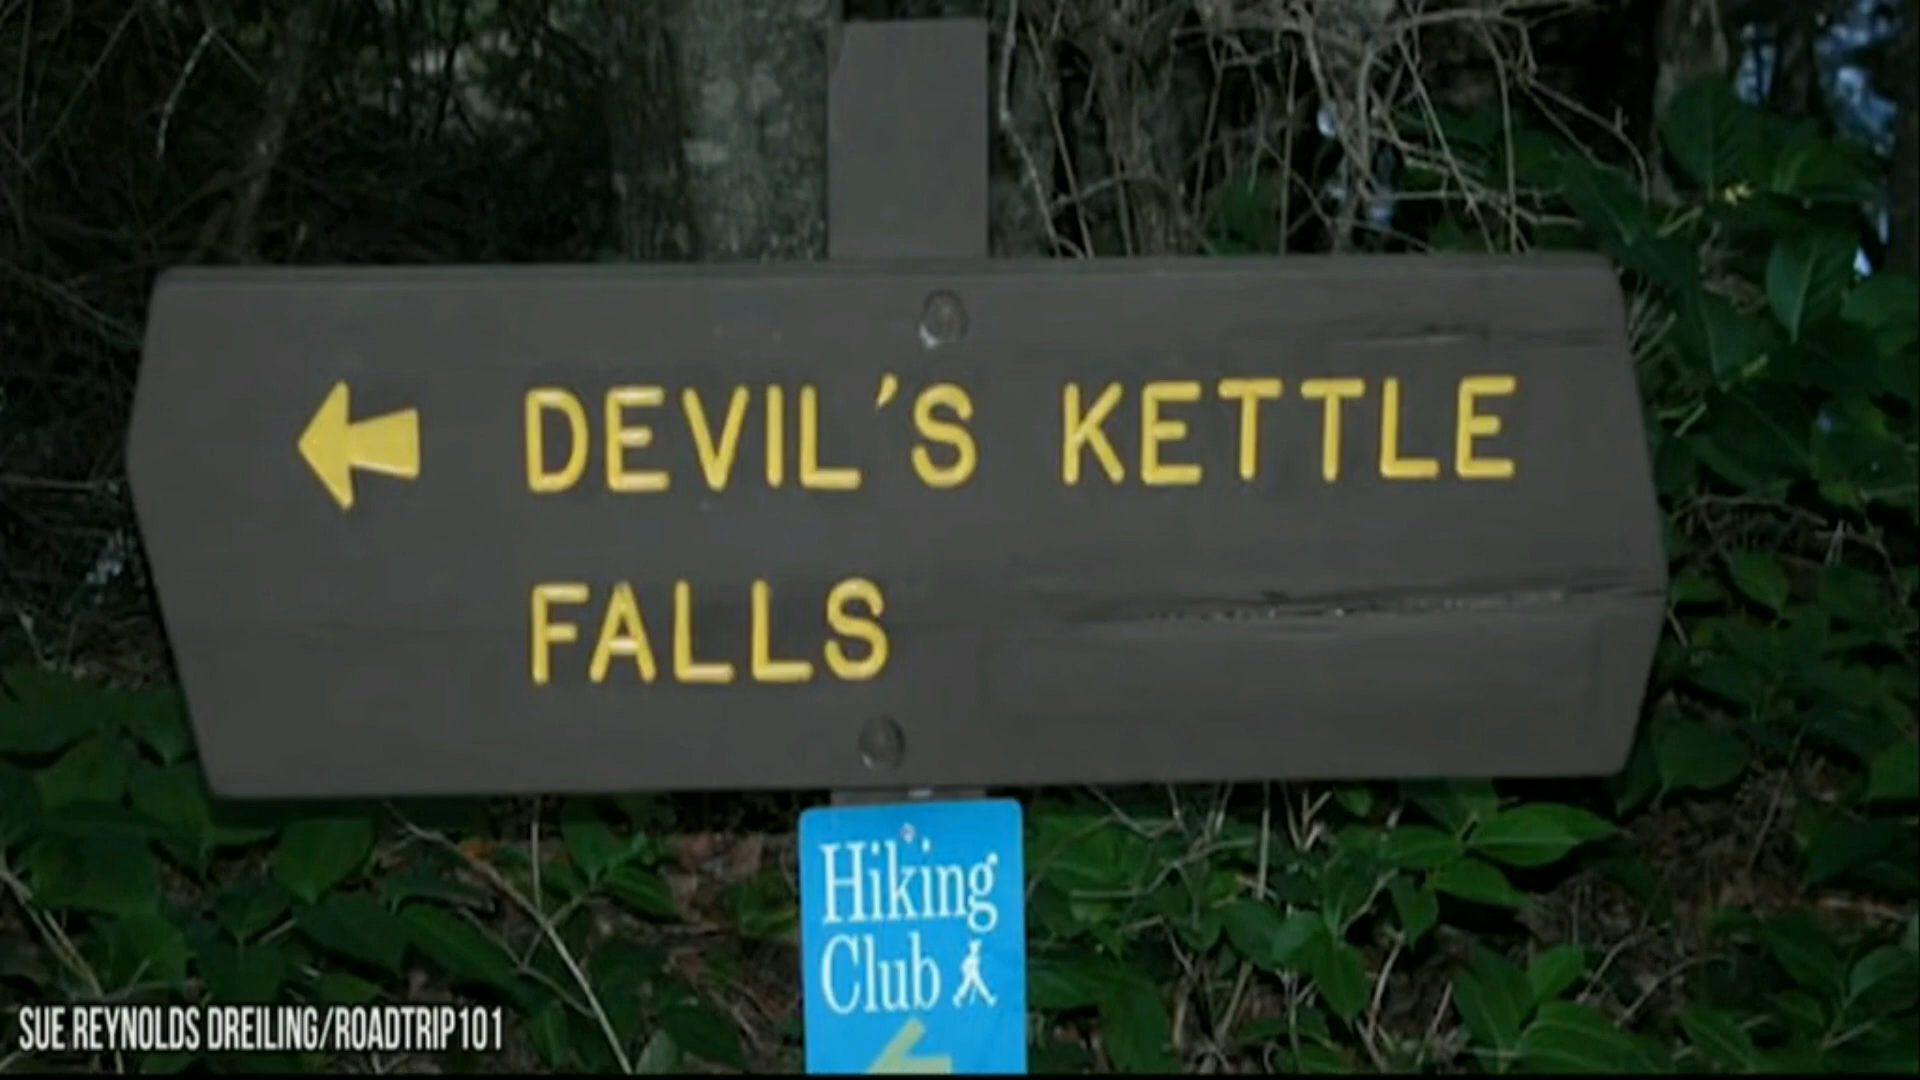 DEVIL'S KETTLE
FALLS
Hiking
Club
SUE REYNOLDS DREILING/ROADTRIP101